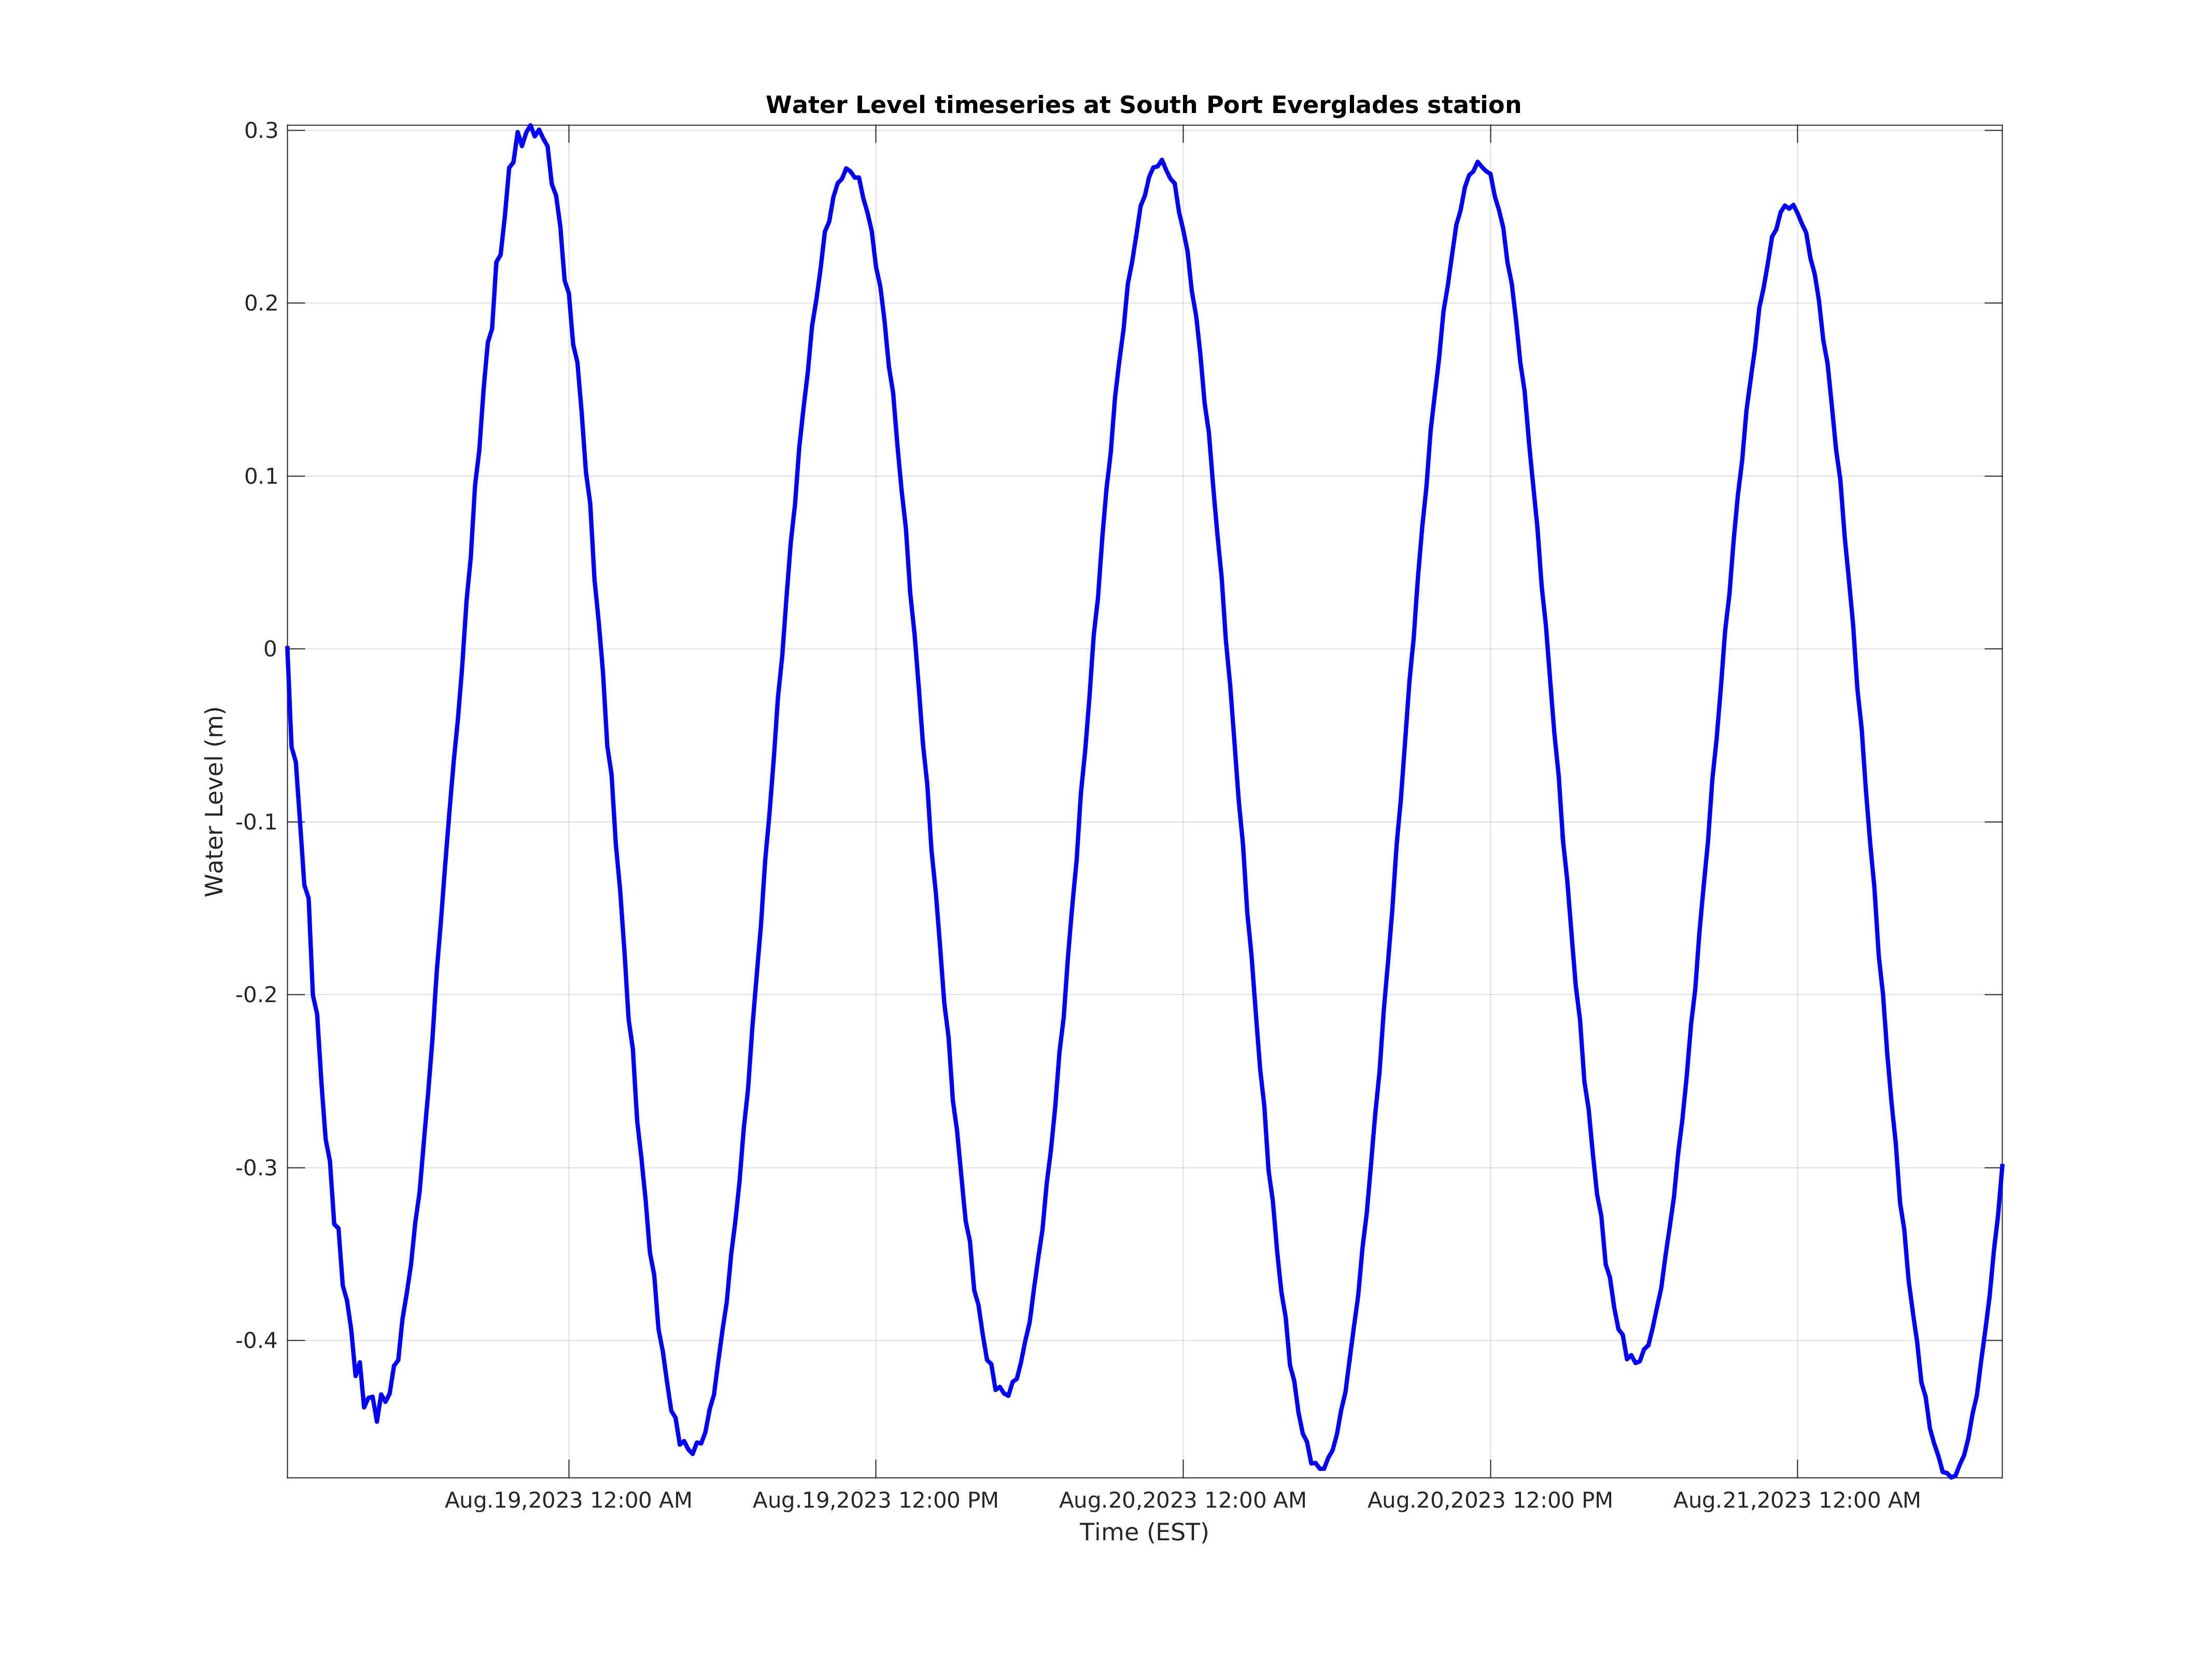 Water Level timeseries at South Port Everglades station
0.3
0.2
0.1
0
-0.1
-0.2
-0.3
-0.4
Water Level (m)
Aug.19,2023 12:00 AM Aug.19,2023 12:00 PM Aug.20,2023 12:00 AM Aug.20,2023 12:00 PM Aug.21,2023 12:00 AM
Time (EST)